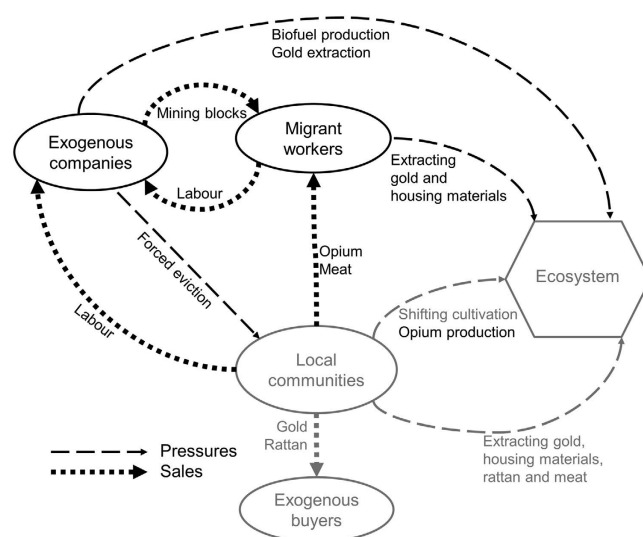 Biofuel production
Gold extraction
Mining blocks
Exogenous
companies
Migrant
workers
Labour
Extracting
gold and
housing materials
Forced eviction
Opium
Meat
Ecosystem
Labour
Shifting cultivation
Opium production
Local
communities
Gold
Rattan
Extracting gold,
housing materials,
rattan and meat
Pressures
Sales
Exogenous
buyers